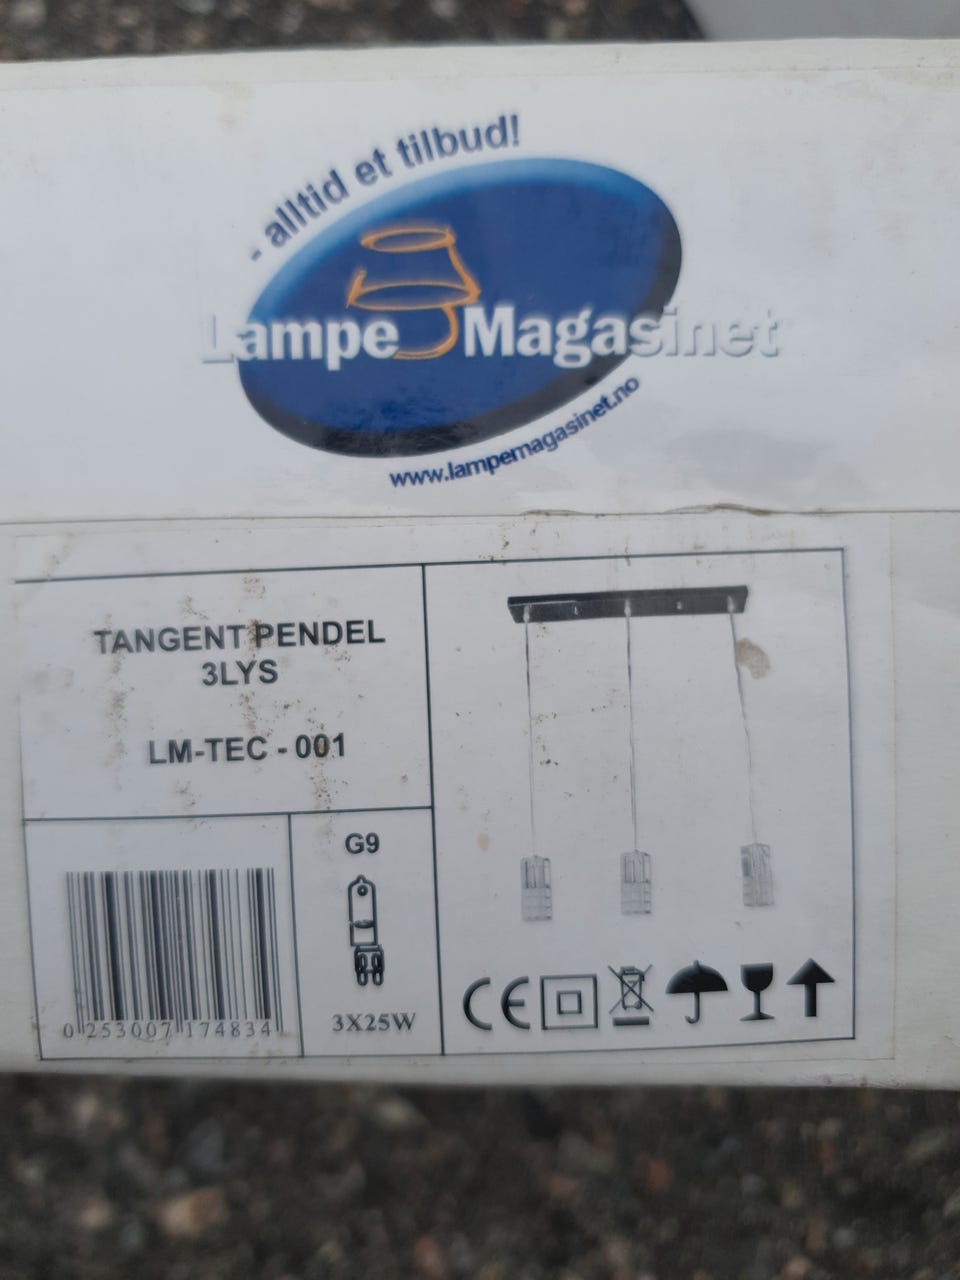 - alltid et tilbud!
Lampe Magasinet
www.lampemagasinet.no
TANGENT PENDEL
3LYS
LM-TEC - 001
G9
3X25W
0 253007 174834
CE